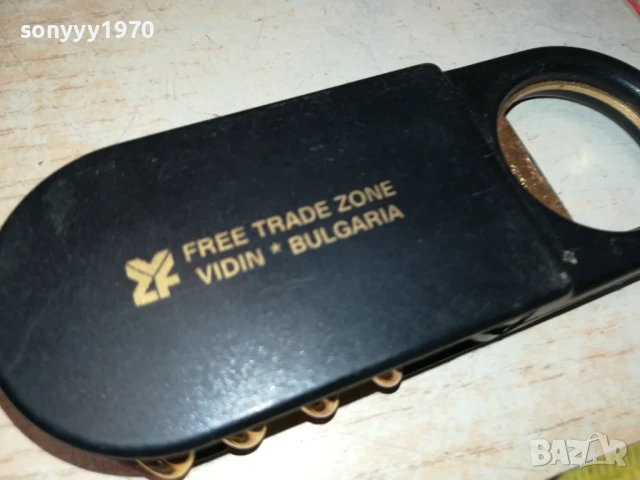 sonyyy1970
FREE TRADE ZONE
VIDIN * BULGARIA
BAZAR